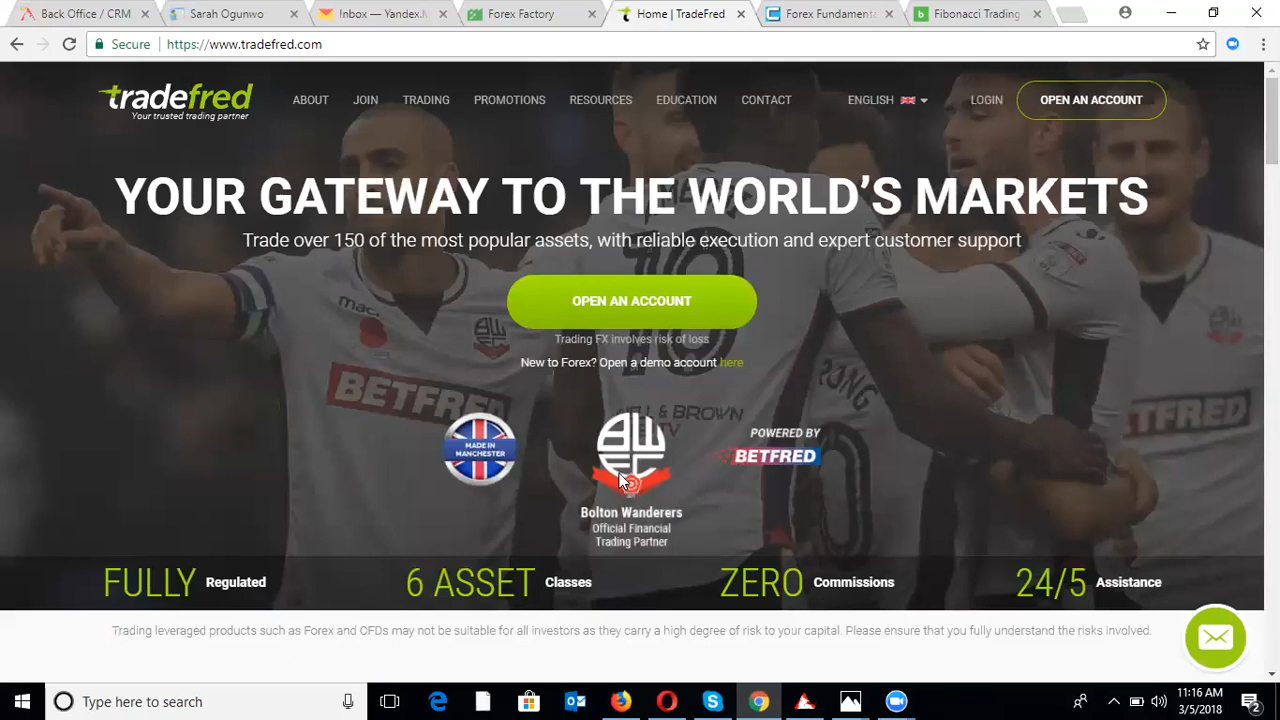 Back Office / CRM
Sarah Ogunwo
Inbox — Yandex.M
Forex Factory
Home | TradeFred
Forex Fundament
Fibonacci Trading
Secure
https://www.tradefred.com
tradefred
Your trusted trading partner
ABOUT
JOIN
TRADING
PROMOTIONS
RESOURCES
EDUCATION
CONTACT
ENGLISH
LOGIN
OPEN AN ACCOUNT
YOUR GATEWAY TO THE WORLD'S MARKETS
Trade over 150 of the most popular assets, with reliable execution and expert customer support
OPEN AN ACCOUNT
Trading FX involves risk of loss
New to Forex? Open a demo account here
macron
BETFRED
10
BETFRED
MADE IN
MANCHESTER
BWFC
POWERED BY
BETFRED
Bolton Wanderers
Official Financial
Trading Partner
FULLY Regulated
6 ASSET Classes
ZERO Commissions
24/5 Assistance
Trading leveraged products such as Forex and CFDs may not be suitable for all investors as they carry a high degree of risk to your capital. Please ensure that you fully understand the risks involved.
Type here to search
11:16 AM
3/5/2018
2